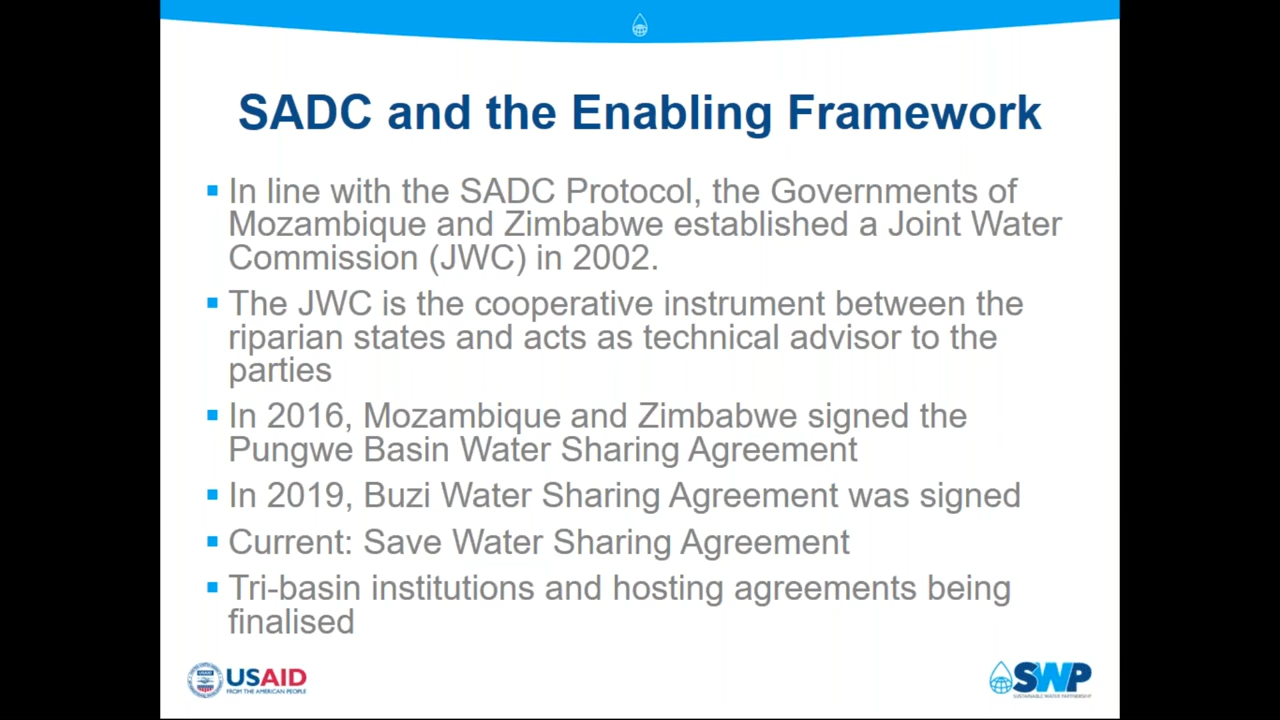 SADC and the Enabling Framework
In line with the SADC Protocol, the Governments of
Mozambique and Zimbabwe established a Joint Water
Commission (JWC) in 2002.
The JWC is the cooperative instrument between the
riparian states and acts as technical advisor to the
parties
In 2016, Mozambique and Zimbabwe signed the
Pungwe Basin Water Sharing Agreement
In 2019, Buzi Water Sharing Agreement was signed
Current: Save Water Sharing Agreement
Tri-basin institutions and hosting agreements being
finalised
USAID
FROM THE AMERICAN PEOPLE
SWP
SUSTAINABLE WATER PARTNERSHIP